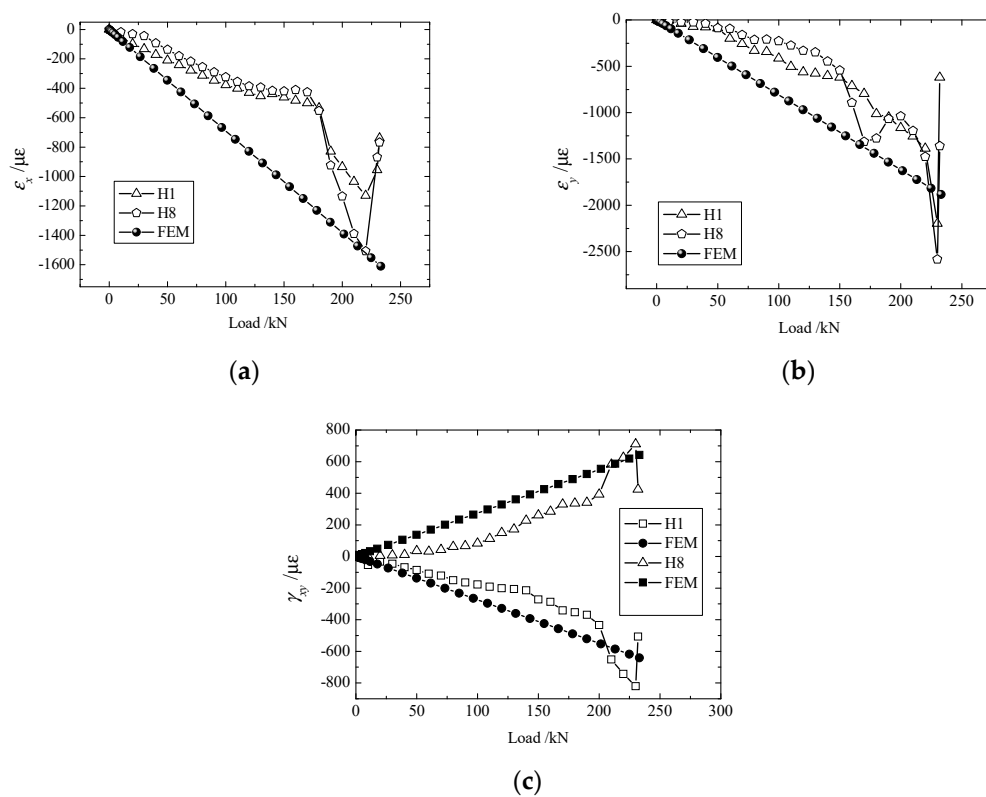 0
-200
-400
-600
-800
-1000
-1200
-1400
-1600
εx /με
H1
H8
FEM
0 50 100 150 200 250
Load /kN
(a)
0
-500
-1000
-1500
-2000
-2500
εy /με
H1
H8
FEM
0 50 100 150 200 250
Load /kN
(b)
800
600
400
200
0
-200
-400
-600
-800
γxy /με
H1
FEM
H8
FEM
0 50 100 150 200 250 300
Load /kN
(c)